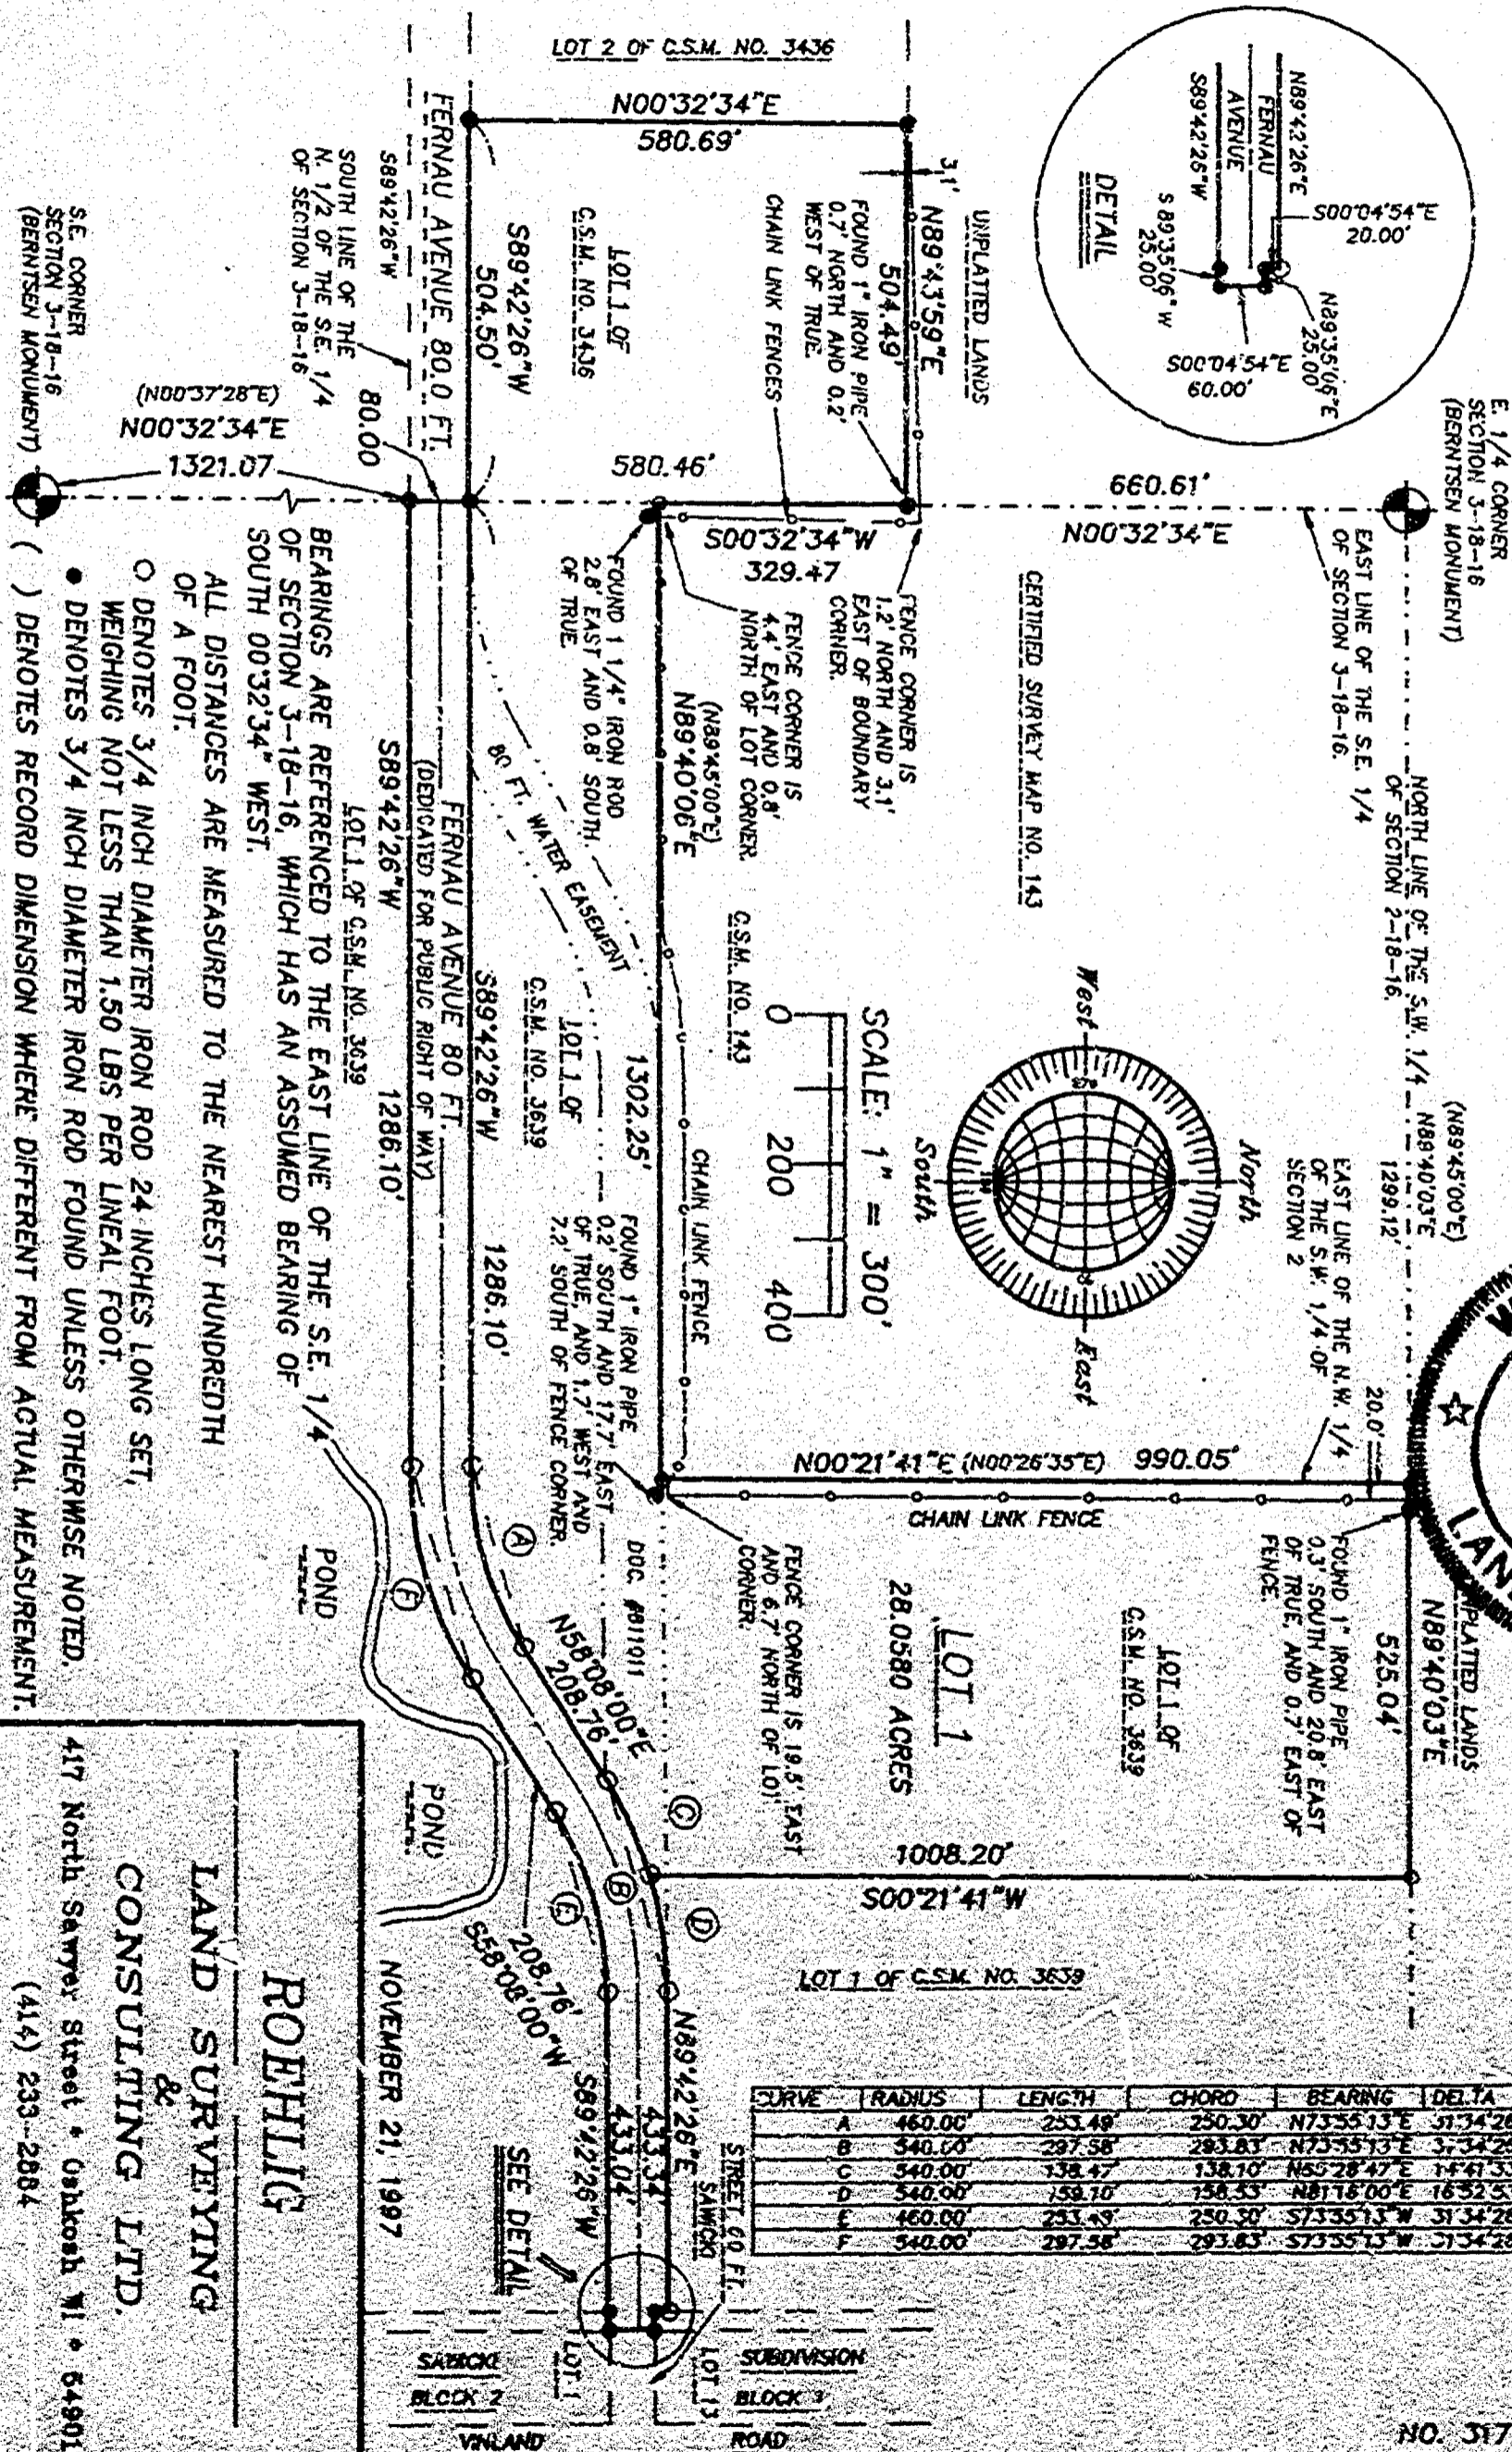 E. 1/4 CORNER
SECTION 3-18-16
(BERNTSEN MONUMENT)
NORTH LINE OF THE S.W. 1/4
OF SECTION 2-18-16.
(N89°45'00"E)
N89°40'03"E
1299.12'
EAST LINE OF THE S.E. 1/4
OF SECTION 3-18-16.
EAST LINE OF THE N.W. 1/4
OF THE S.W. 1/4 OF
SECTION 2
20.0'
LAN
N89°42'26"E
FERNAU
AVENUE
S89°42'26"W
S00°04'54"E
20.00'
N89°35'06"E
25.00'
S00°04'54"E
60.00'
S 89°35'06" W
25.00'
DETAIL
UNPLATTED LANDS
N89°43'59"E
504.49'
3.1'
FOUND 1" IRON PIPE
0.7' NORTH AND 0.2'
WEST OF TRUE.
CHAIN LINK FENCES
LOT 2 OF C.S.M. NO. 3436
N00°32'34"E
580.69'
LOT 1 OF
C.S.M. NO. 3436
580.46'
S89°42'26"W
504.50'
FERNAU AVENUE 80.0 FT.
S89°42'26"W
SOUTH LINE OF THE
N. 1/2 OF THE S.E. 1/4
OF SECTION 3-18-16
80.00
(N00°37'28"E)
N00°32'34"E
1321.07
S.E. CORNER
SECTION 3-18-16
(BERNTSEN MONUMENT)
660.61'
N00°32'34"E
S00°32'34"W
329.47
CERTIFIED SURVEY MAP NO. 143
FENCE CORNER IS
1.2' NORTH AND 3.1'
EAST OF BOUNDARY
CORNER.
FENCE CORNER IS
4.4' EAST AND 0.8'
NORTH OF LOT CORNER.
FOUND 1 1/4" IRON ROD
2.8' EAST AND 0.8' SOUTH
OF TRUE.
(N89°45'00"E)
N89°40'06"E
1302.25'
80 FT. WATER EASEMENT
C.S.M. NO. 143
CHAIN LINK FENCE
LOT 1 OF
C.S.M. NO. 3639
S89°42'26"W
1286.10'
FERNAU AVENUE 80 FT.
(DEDICATED FOR PUBLIC RIGHT OF WAY)
S89°42'26"W
1286.10'
LOT 1 OF C.S.M. NO. 3639
SCALE: 1" = 300'
0 200 400
North
West
East
South
FOUND 1" IRON PIPE
0.2' SOUTH AND 17.7' EAST
OF TRUE, AND 1.7' WEST AND
7.2' SOUTH OF FENCE CORNER.
N00°21'41"E (N00°26'35"E) 990.05'
CHAIN LINK FENCE
FENCE CORNER IS 19.5' EAST
AND 6.7' NORTH OF LOT
CORNER.
FOUND 1" IRON PIPE
0.3' SOUTH AND 20.8' EAST
OF TRUE, AND 0.7' EAST OF
FENCE.
PLATTED LANDS
N89°40'03"E
525.04'
LOT 1 OF
C.S.M. NO. 3639
LOT 1
28.0580 ACRES
1008.20'
S00°21'41"W
LOT 1 OF C.S.M. NO. 3639
DOC. #811011
N58°08'00"E
208.76'
208.76'
S58°08'00"W
A
B
C
D
E
F
POND
POND
N89°42'26"E
433.34'
433.04'
S89°42'26"W
SEE DETAIL
SAWICKI
STREET 60 FT.
SUBDIVISION
LOT 13
BLOCK 1
LOT 1
BLOCK 2
VINLAND
ROAD
CURVE RADIUS LENGTH CHORD BEARING DELTA
A 460.00' 253.49' 250.30' N73°55'13"E
B 540.00' 297.58' 293.83' N73°55'13"E
C 540.00' 138.47' 138.10'
D 540.00' 159.10' 158.53' N81°16'00"E
E 460.00' 253.49' 250.30' S73°55'13"W
F 540.00' 297.58' 293.83' S73°55'13"W
BEARINGS ARE REFERENCED TO THE EAST LINE OF THE S.E. 1/4
OF SECTION 3-18-16, WHICH HAS AN ASSUMED BEARING OF
SOUTH 00°32'34" WEST.
ALL DISTANCES ARE MEASURED TO THE NEAREST HUNDREDTH
OF A FOOT.
O DENOTES 3/4 INCH DIAMETER IRON ROD 24 INCHES LONG SET,
WEIGHING NOT LESS THAN 1.50 LBS PER LINEAL FOOT.
● DENOTES 3/4 INCH DIAMETER IRON ROD FOUND UNLESS OTHERWISE NOTED.
( ) DENOTES RECORD DIMENSION WHERE DIFFERENT FROM ACTUAL MEASUREMENT.
NOVEMBER 21, 1997
ROEHLIG
LAND SURVEYING
&
CONSULTING LTD.
417 North Sawyer Street * Oshkosh WI * 54901
(414) 233-2884
NO. 317